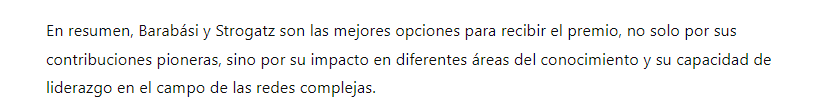 En resumen, Barabási y Strogatz son las mejores opciones para recibir el premio, no solo por sus
contribuciones pioneras, sino por su impacto en diferentes áreas del conocimiento y su capacidad de
liderazgo en el campo de las redes complejas.